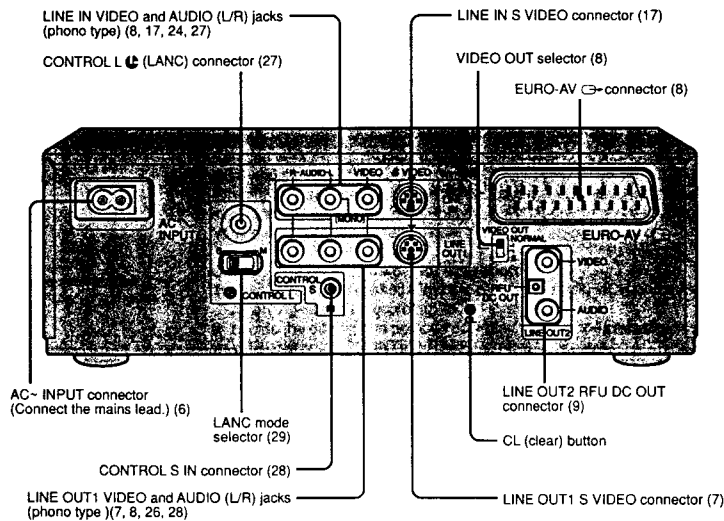 LINE IN VIDEO and AUDIO (L/R) jacks
(phono type) (8, 17, 24, 27)
LINE IN S VIDEO connector (17)
CONTROL L (LANC) connector (27)
VIDEO OUT selector (8)
EURO-AV connector (8)
R-AUDIO-L VIDEO S VIDEO
AC~
INPUT
(MONO)
LINE
OUT1
VIDEO OUT
NORMAL
EURO-AV
CONTROL
S
CONTROL L
VIDEO
RFU
DC OUT
AUDIO
LINE OUT2
AC~ INPUT connector
(Connect the mains lead.) (6)
LANC mode
selector (29)
LINE OUT2 RFU DC OUT
connector (9)
CL (clear) button
CONTROL S IN connector (28)
LINE OUT1 VIDEO and AUDIO (L/R) jacks
(phono type )(7, 8, 26, 28)
LINE OUT1 S VIDEO connector (7)